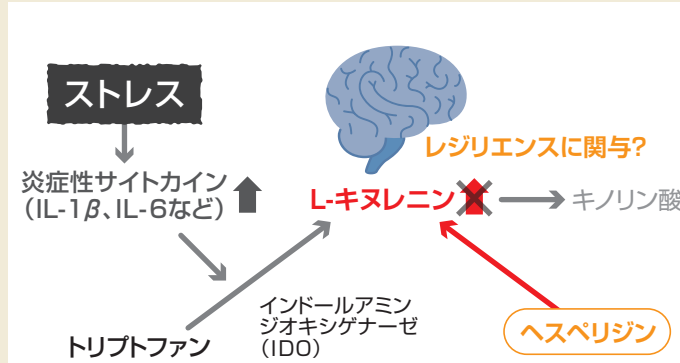 ストレス
レジリエンスに関与?
炎症性サイトカイン
(IL-1β、IL-6など)
L-キヌレニン
キノリン酸
インドールアミン
ジオキシゲナーゼ
(IDO)
トリプトファン
ヘスペリジン